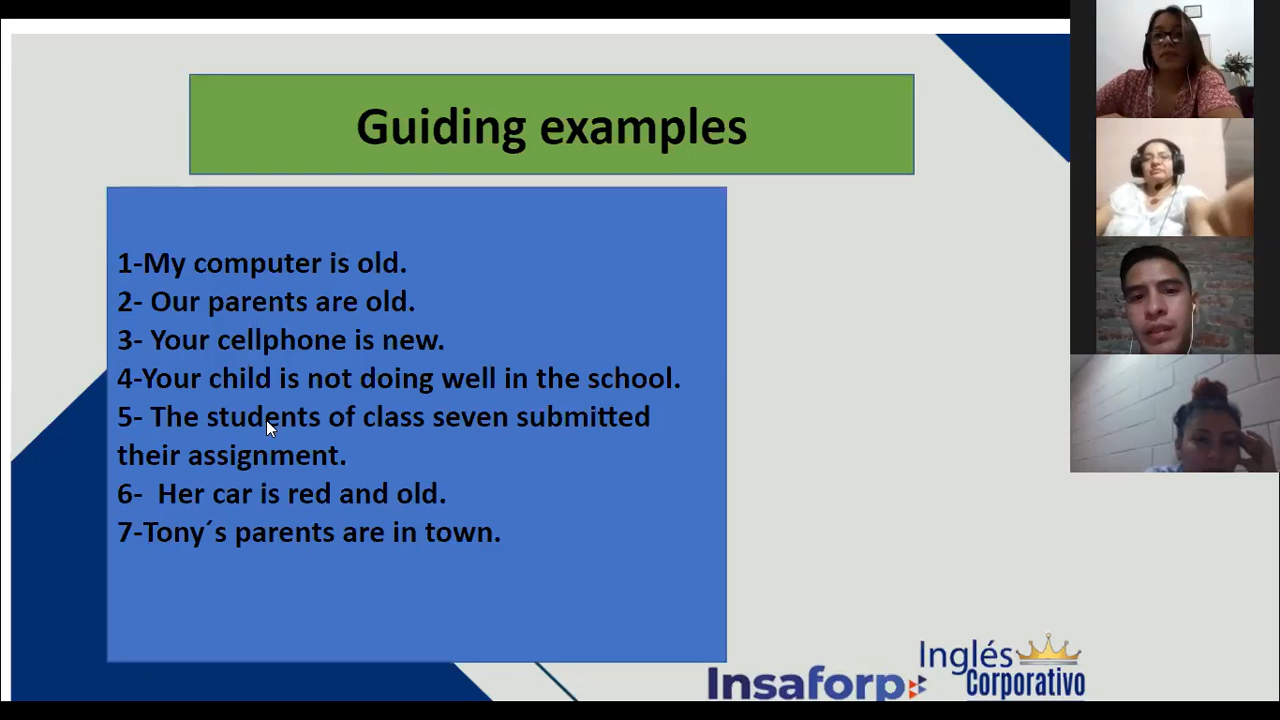 Guiding examples
1-My computer is old.
2- Our parents are old.
3- Your cellphone is new.
4-Your child is not doing well in the school.
5- The students of class seven submitted
their assignment.
6-  Her car is red and old.
7-Tony´s parents are in town.
Insaforp
Inglés
Corporativo